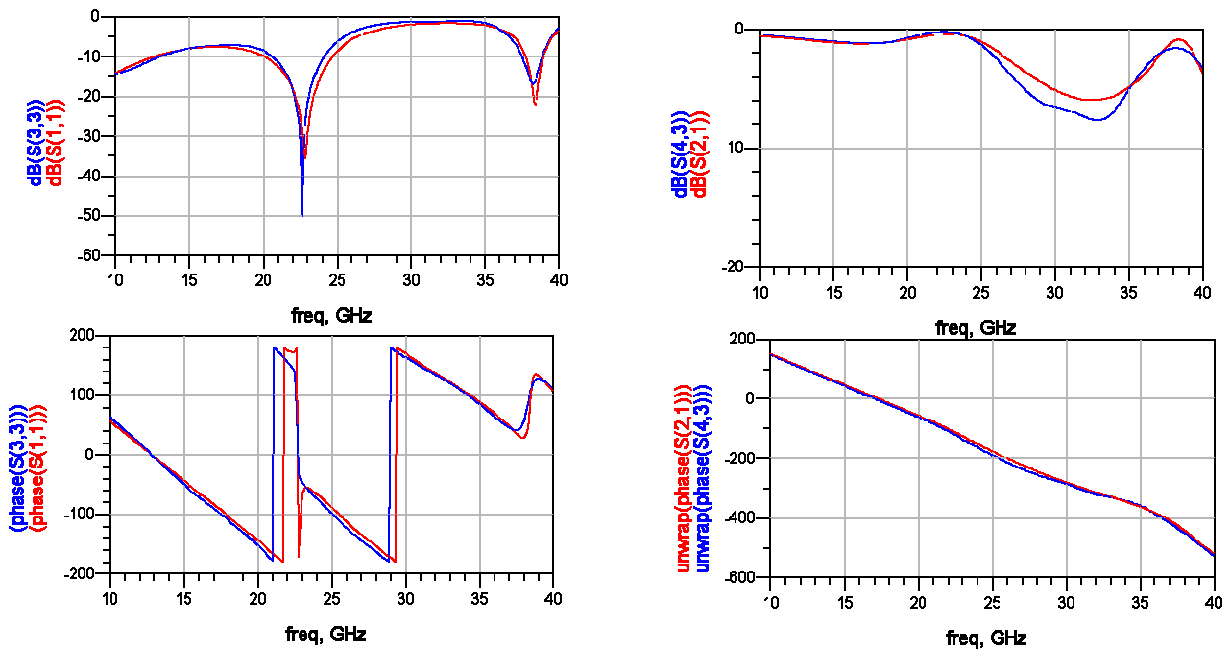 dB(S(3,3))
dB(S(1,1))
0
-10
-20
-30
-40
-50
-60
'0 15 20 25 30 35 40
freq, GHz
dB(S(4,3))
dB(S(2,1))
0
10
-20
10 15 20 25 30 35 40
freq, GHz
(phase(S(3,3)))
(phase(S(1,1)))
200
100
0
-100
-200
10 15 20 25 30 35 40
freq, GHz
unwrap(phase(S(2,1)))
unwrap(phase(S(4,3)))
200
0
-200
-400
-600
'0 15 20 25 30 35 40
freq, GHz